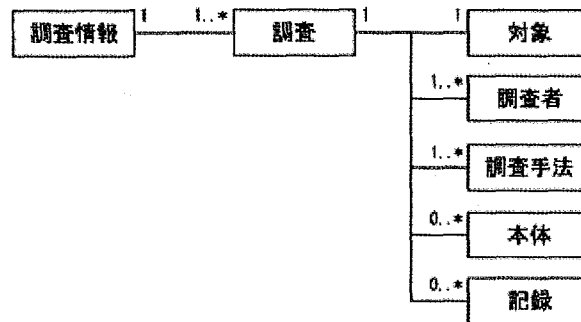 調査情報 1 1..* 調査 1 1 対象
1..* 調査者
1..* 調査手法
0..* 本体
0..* 記録